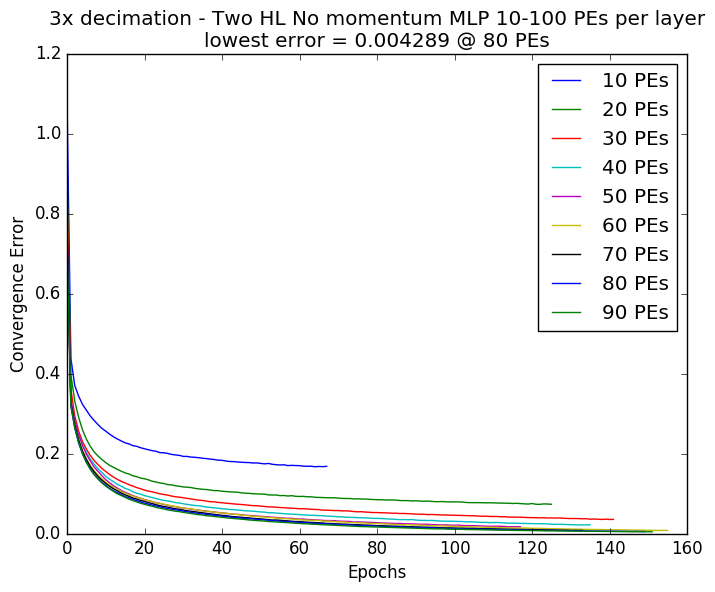 3x decimation - Two HL No momentum MLP 10-100 PEs per layer
lowest error = 0.004289 @ 80 PEs
1.2
1.0
0.8
0.6
0.4
0.2
0.0
Convergence Error
10 PEs
20 PEs
30 PEs
40 PEs
50 PEs
60 PEs
70 PEs
80 PEs
90 PEs
0 20 40 60 80 100 120 140 160
Epochs